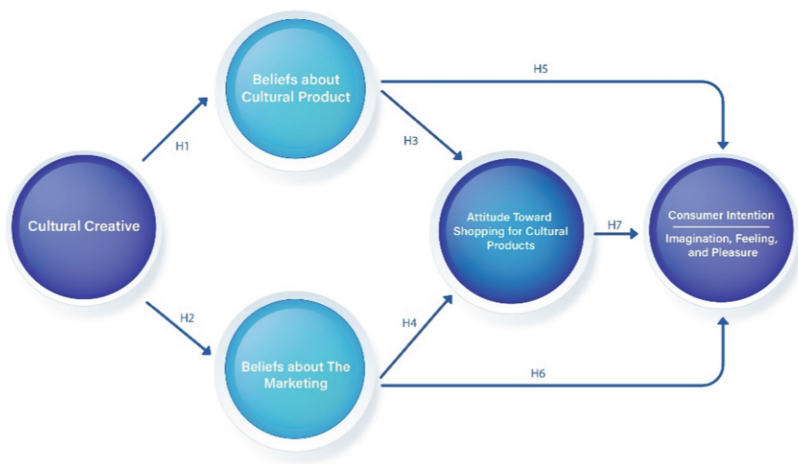 Beliefs about
Cultural Product
H5
H1
H3
Cultural Creative
Attitude Toward
Shopping for Cultural
Products
H7
Consumer Intention
Imagination, Feeling,
and Pleasure
H2
H4
Beliefs about The
Marketing
H6